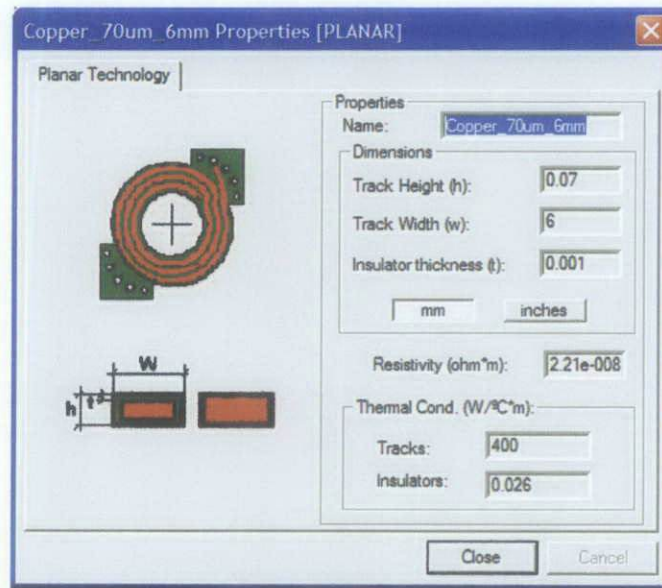 Copper_70um_6mm Properties [PLANAR]
Planar Technology
Properties
Name: Copper_70um_6mm
Dimensions
Track Height (h): 0.07
Track Width (w): 6
Insulator thickness (t): 0.001
mm inches
Resistivity (ohm*m): 2.21e-008
Thermal Cond. (W/ºC*m):
Tracks: 400
Insulators: 0.026
W
h
t
Close Cancel